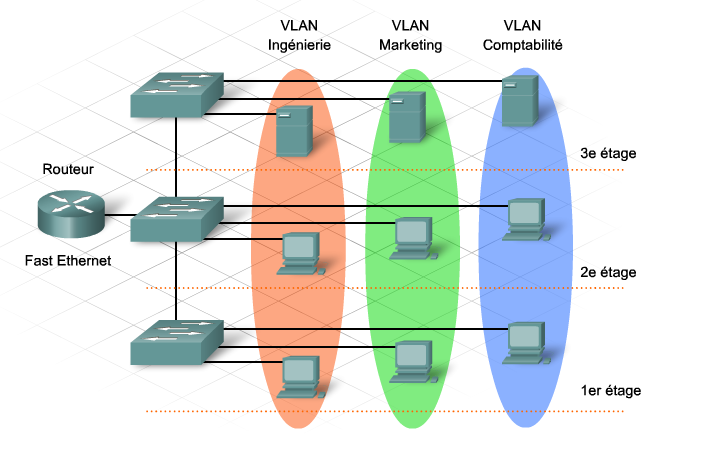 VLAN
Ingénierie
VLAN
Marketing
VLAN
Comptabilité
3e étage
Routeur
Fast Ethernet
2e étage
1er étage